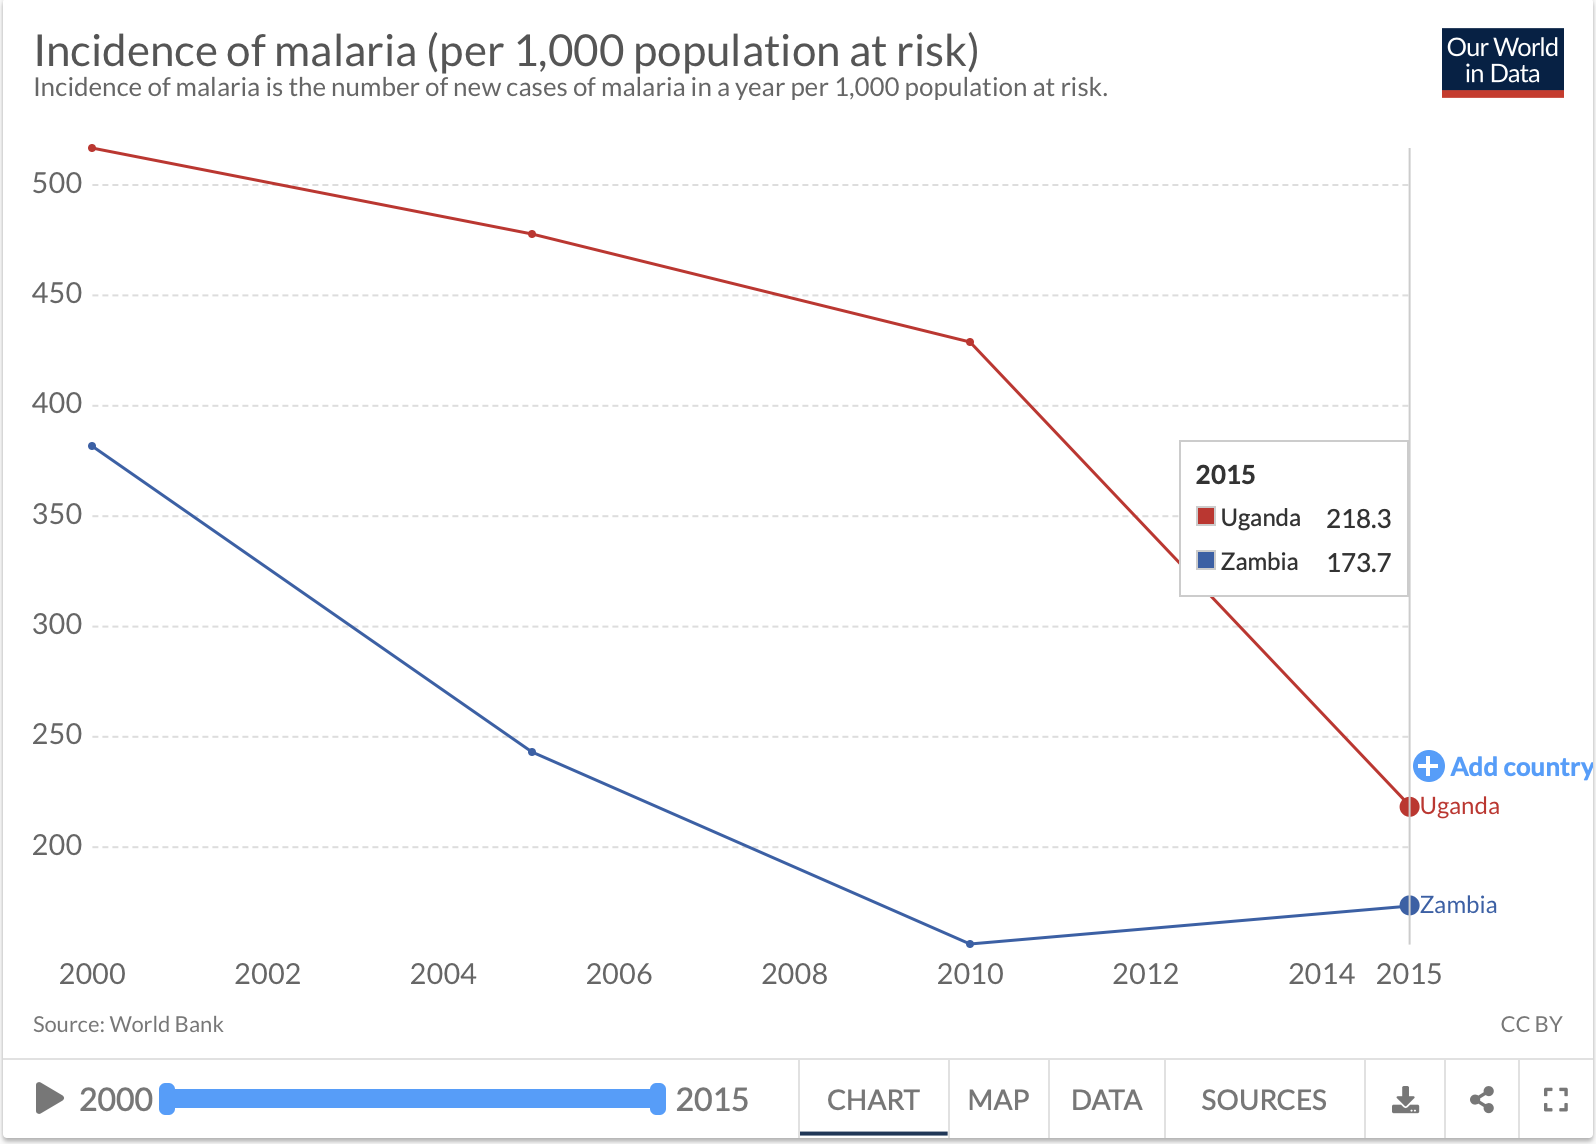 Incidence of malaria (per 1,000 population at risk)
Incidence of malaria is the number of new cases of malaria in a year per 1,000 population at risk.
Our World
in Data
500
450
400
350
300
250
200
2015
Uganda 218.3
Zambia 173.7
Add country
Uganda
Zambia
2000 2002 2004 2006 2008 2010 2012 2014 2015
Source: World Bank
CC BY
2000 2015 CHART MAP DATA SOURCES